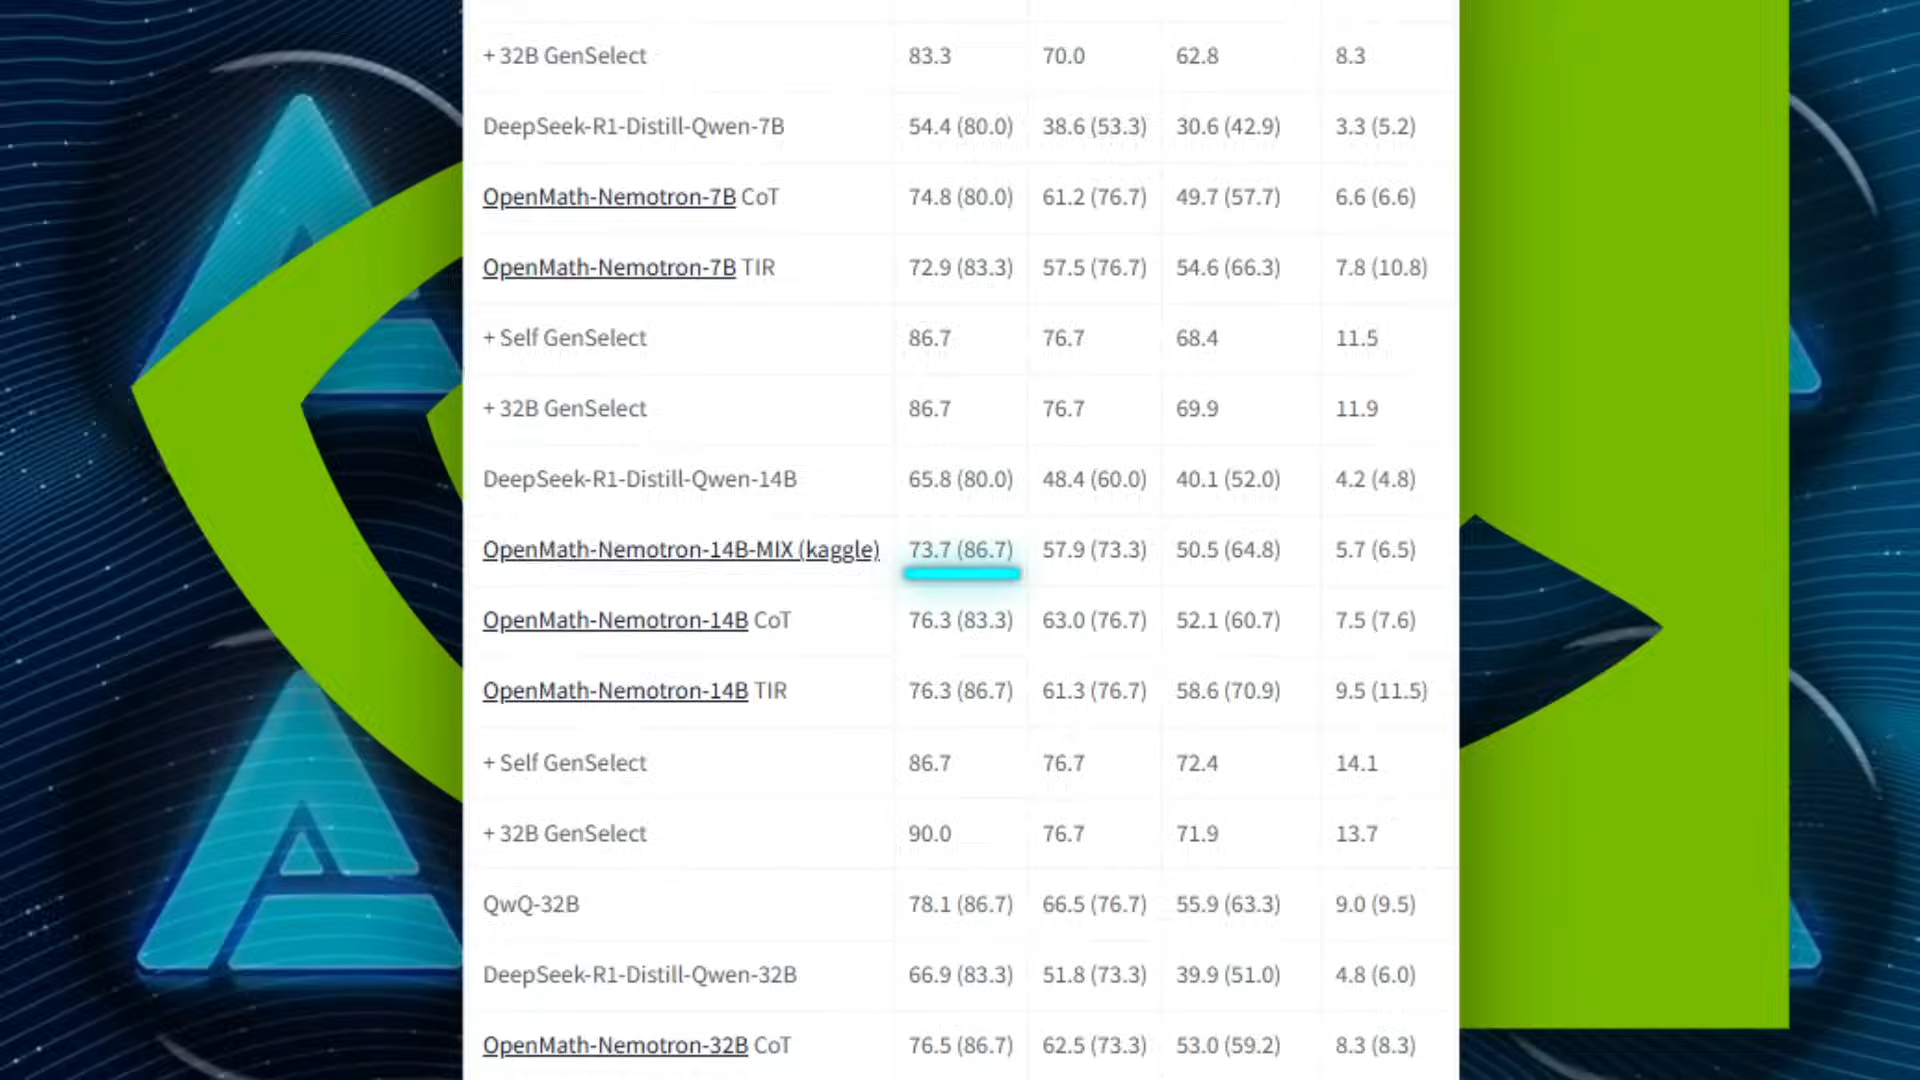 + 32B GenSelect 83.3 70.0 62.8 8.3
DeepSeek-R1-Distill-Qwen-7B 54.4 (80.0) 38.6 (53.3) 30.6 (42.9) 3.3 (5.2)
OpenMath-Nemotron-7B CoT 74.8 (80.0) 61.2 (76.7) 49.7 (57.7) 6.6 (6.6)
OpenMath-Nemotron-7B TIR 72.9 (83.3) 57.5 (76.7) 54.6 (66.3) 7.8 (10.8)
+ Self GenSelect 86.7 76.7 68.4 11.5
+ 32B GenSelect 86.7 76.7 69.9 11.9
DeepSeek-R1-Distill-Qwen-14B 65.8 (80.0) 48.4 (60.0) 40.1 (52.0) 4.2 (4.8)
OpenMath-Nemotron-14B-MIX (kaggle) 73.7 (86.7) 57.9 (73.3) 50.5 (64.8) 5.7 (6.5)
OpenMath-Nemotron-14B CoT 76.3 (83.3) 63.0 (76.7) 52.1 (60.7) 7.5 (7.6)
OpenMath-Nemotron-14B TIR 76.3 (86.7) 61.3 (76.7) 58.6 (70.9) 9.5 (11.5)
+ Self GenSelect 86.7 76.7 72.4 14.1
+ 32B GenSelect 90.0 76.7 71.9 13.7
QwQ-32B 78.1 (86.7) 66.5 (76.7) 55.9 (63.3) 9.0 (9.5)
DeepSeek-R1-Distill-Qwen-32B 66.9 (83.3) 51.8 (73.3) 39.9 (51.0) 4.8 (6.0)
OpenMath-Nemotron-32B CoT 76.5 (86.7) 62.5 (73.3) 53.0 (59.2) 8.3 (8.3)